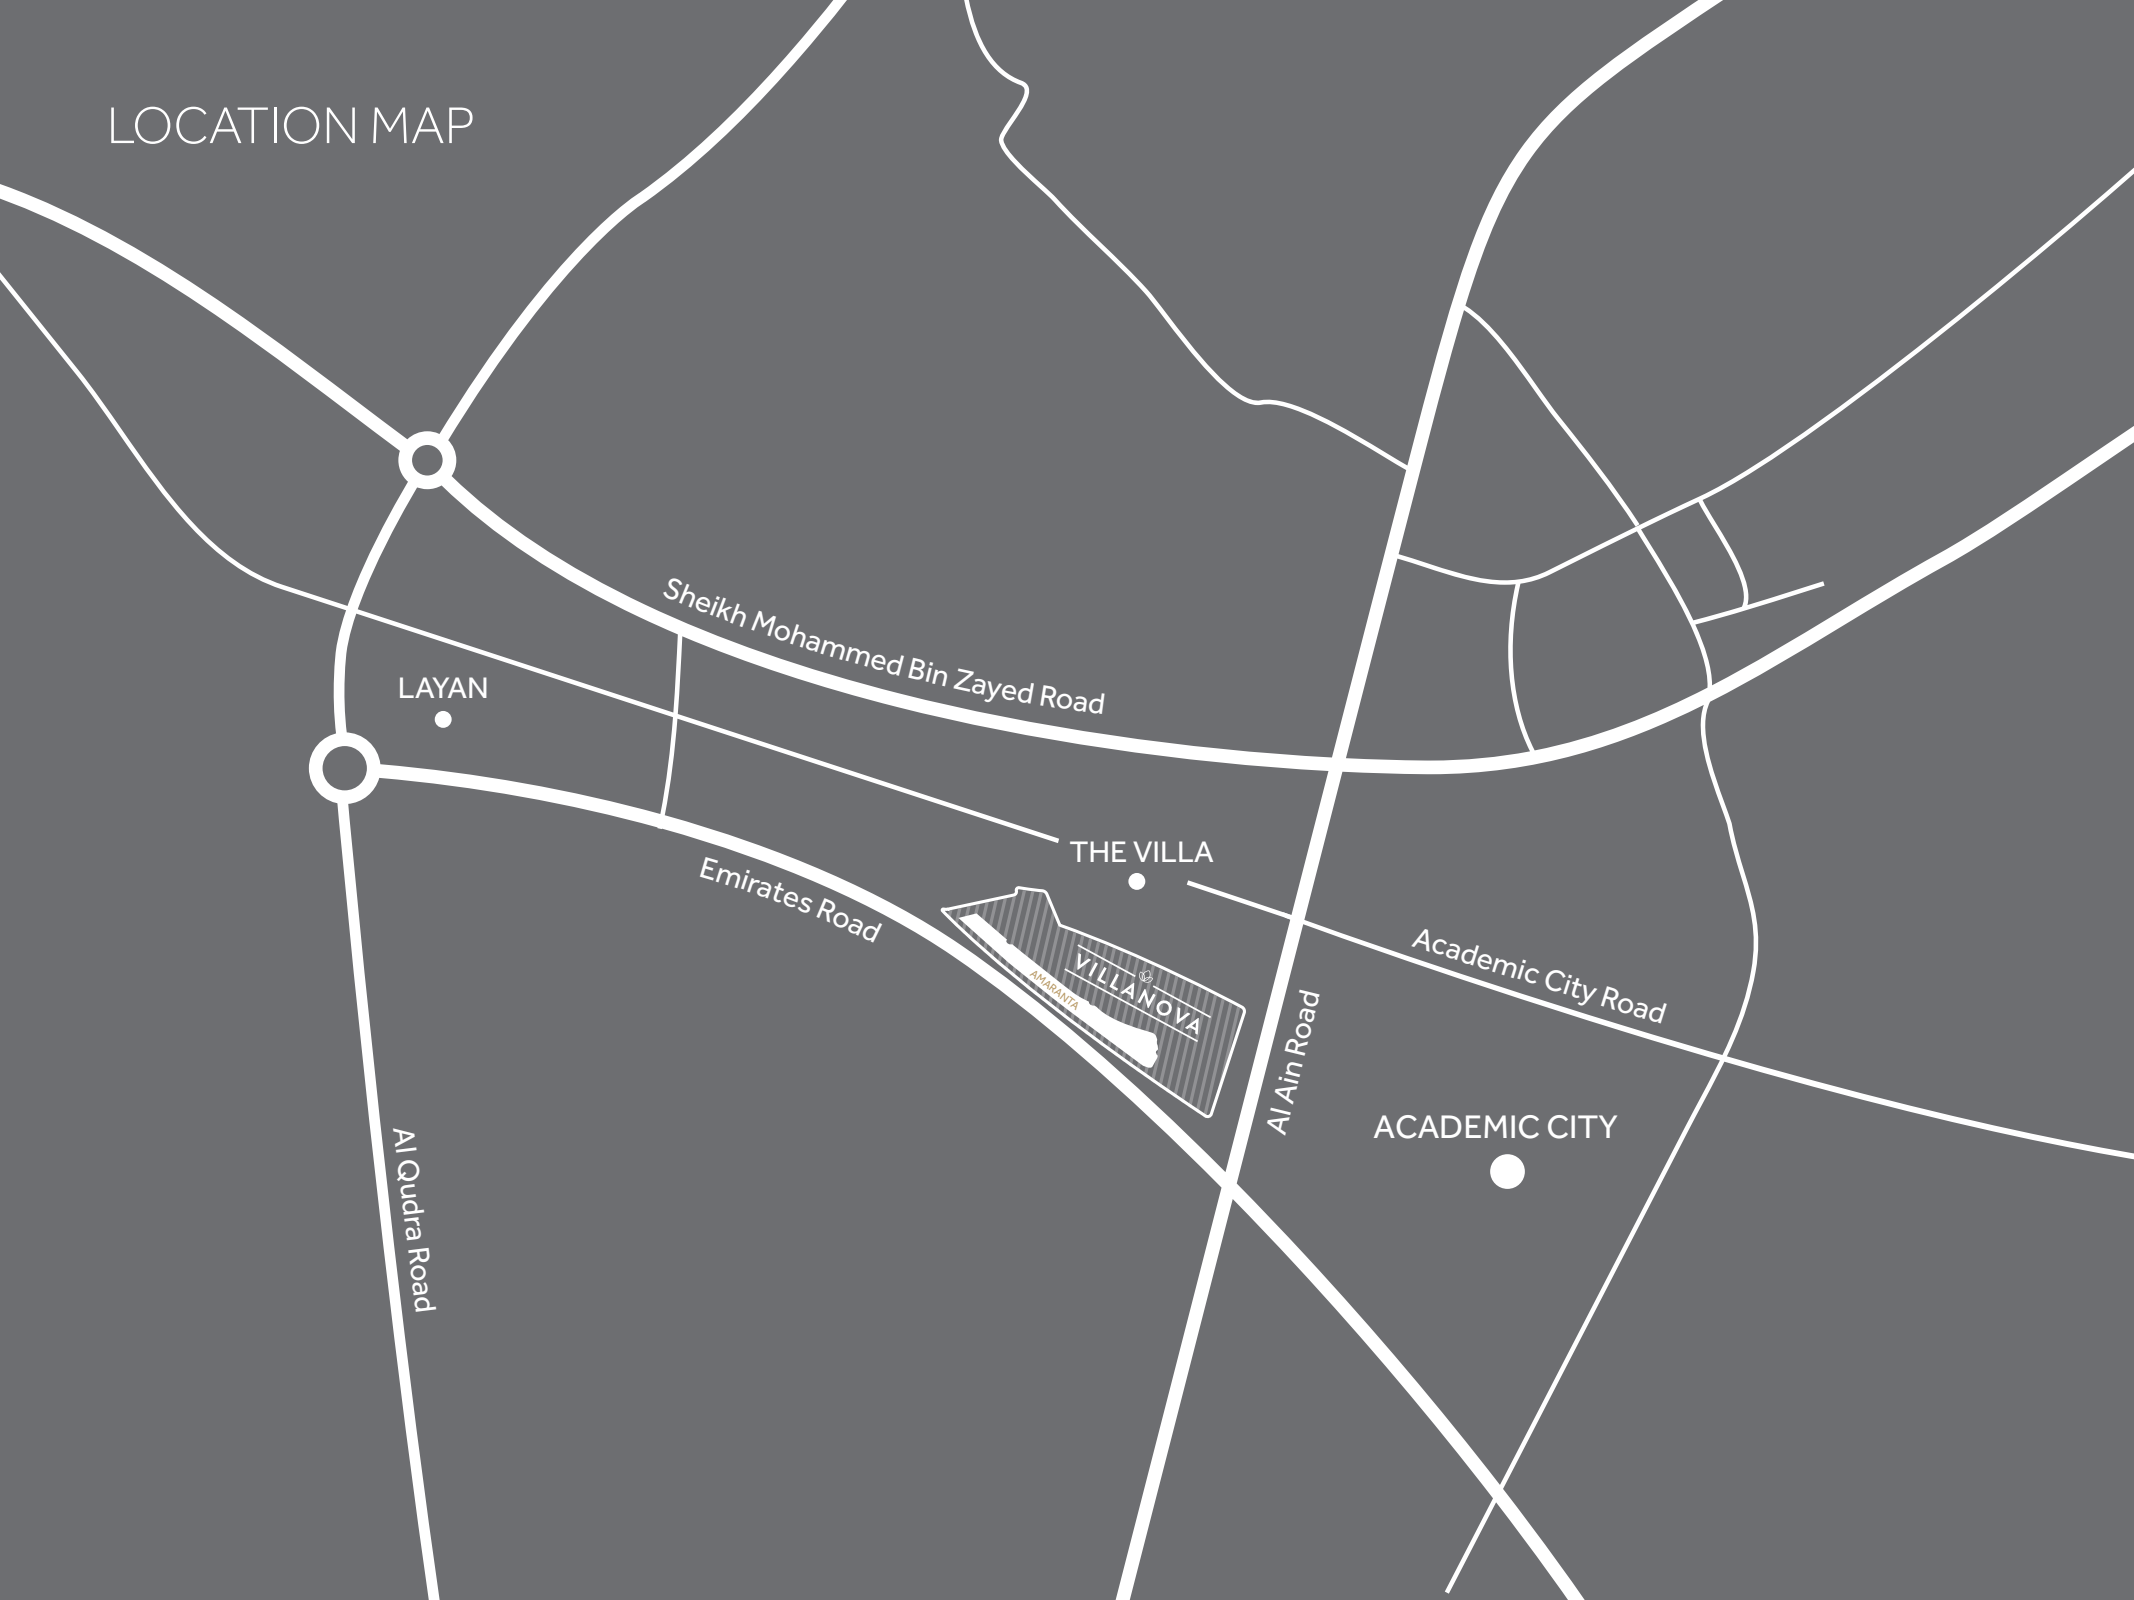 LOCATION MAP
Sheikh Mohammed Bin Zayed Road
LAYAN
THE VILLA
Emirates Road
Academic City Road
VILLANOVA
AMARANTA
Al Ain Road
ACADEMIC CITY
Al Qudra Road